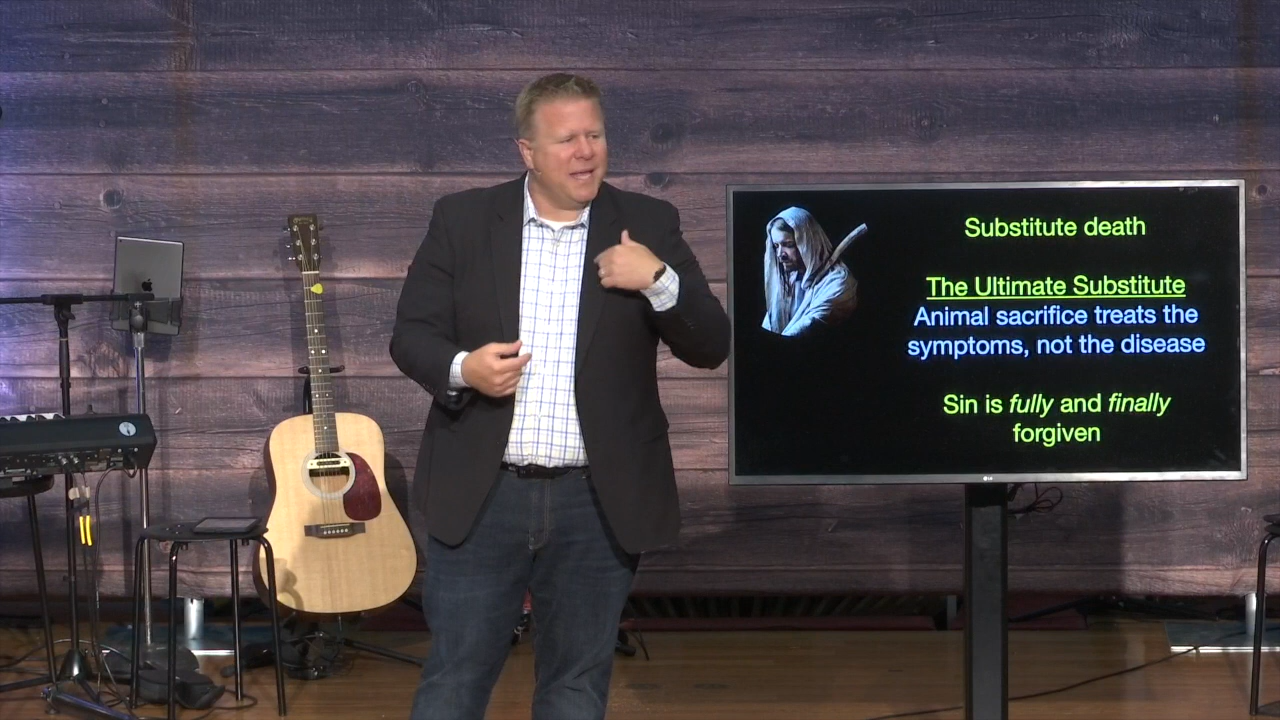 Substitute death
The Ultimate Substitute
Animal sacrifice treats the
symptoms, not the disease
Sin is fully and finally
forgiven
LG